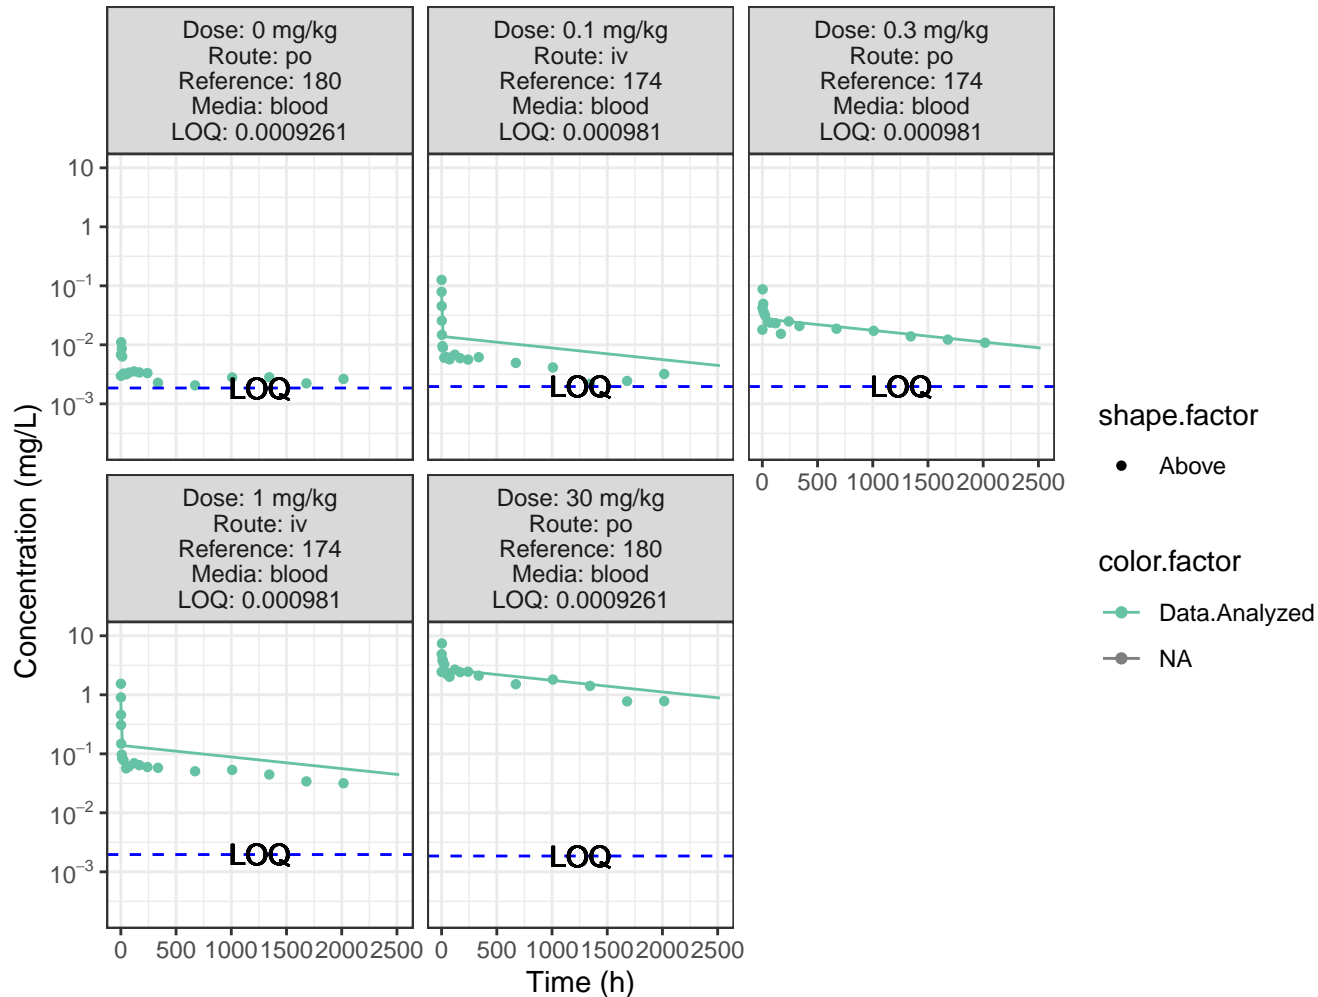 Dose: 0 mg/kg
Route: po
Reference: 180
Media: blood
LOQ: 0.0009261
Dose: 0.1 mg/kg
Route: iv
Reference: 174
Media: blood
LOQ: 0.000981
Dose: 0.3 mg/kg
Route: po
Reference: 174
Media: blood
LOQ: 0.000981
10
1
10⁻¹
10⁻²
10⁻³
LOQ
LOQ
LOQ
0 500 1000 1500 2000 2500
Dose: 1 mg/kg
Route: iv
Reference: 174
Media: blood
LOQ: 0.000981
Dose: 30 mg/kg
Route: po
Reference: 180
Media: blood
LOQ: 0.0009261
10
1
10⁻¹
10⁻²
10⁻³
LOQ
LOQ
0 500 1000 1500 2000 2500
0 500 1000 1500 2000 2500
Time (h)
Concentration (mg/L)
shape.factor
Above
color.factor
Data.Analyzed
NA